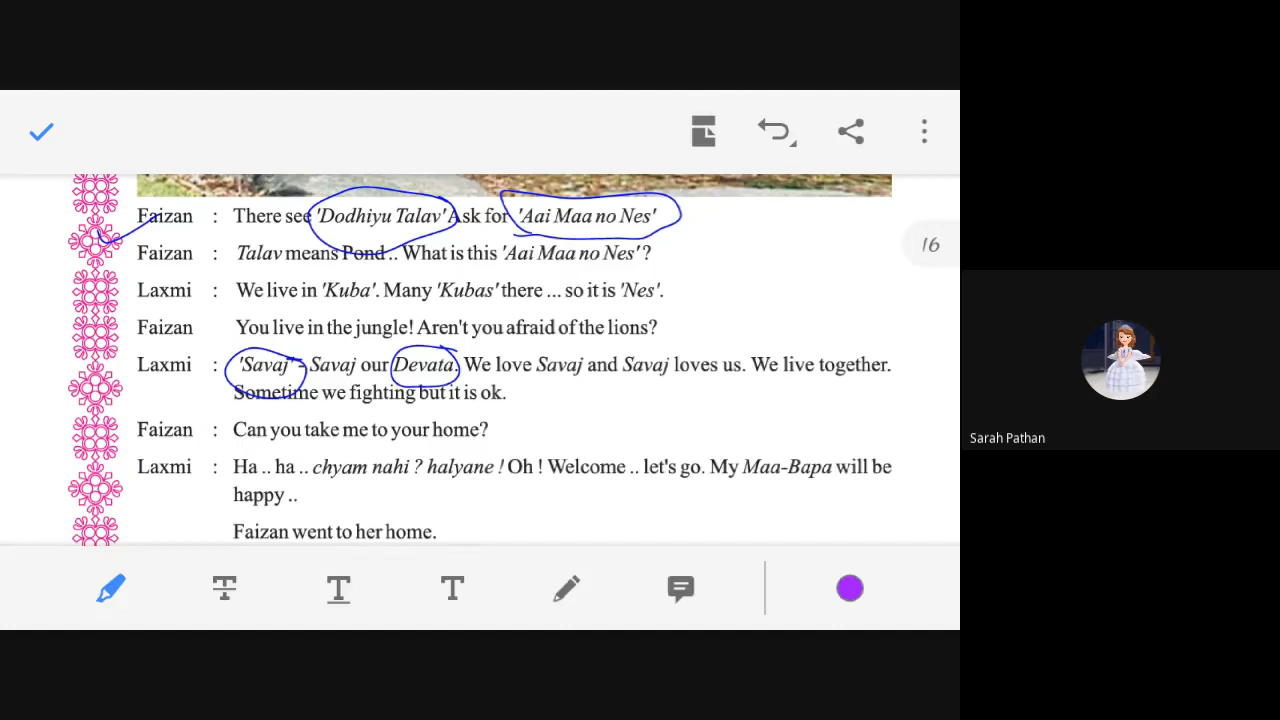 Faizan : There see 'Dodhiyu Talav' Ask for 'Aai Maa no Nes'
16
Faizan : Talav means Pond .. What is this 'Aai Maa no Nes' ?
Laxmi : We live in 'Kuba'. Many 'Kubas' there ... so it is 'Nes'.
Faizan You live in the jungle! Aren't you afraid of the lions?
Laxmi : 'Savaj' - Savaj our Devata. We love Savaj and Savaj loves us. We live together.
Sometime we fighting but it is ok.
Faizan : Can you take me to your home?
Laxmi : Ha .. ha .. chyam nahi ? halyane ! Oh ! Welcome .. let's go. My Maa-Bapa will be
happy ..
Faizan went to her home.
T T T
Sarah Pathan